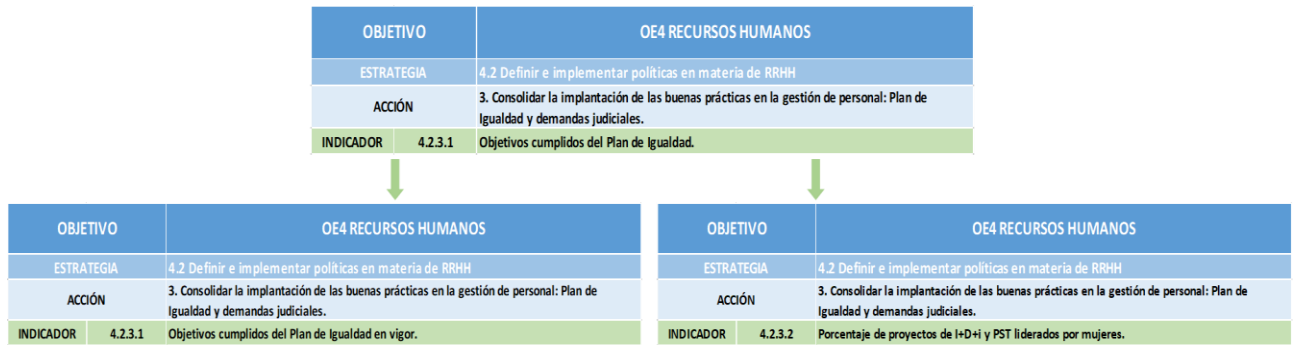 OBJETIVO OE4 RECURSOS HUMANOS
ESTRATEGIA 4.2 Definir e implementar políticas en materia de RRHH
ACCIÓN 3. Consolidar la implantación de las buenas prácticas en la gestión de personal: Plan de
Igualdad y demandas judiciales.
INDICADOR 4.2.3.1 Objetivos cumplidos del Plan de Igualdad.
OBJETIVO OE4 RECURSOS HUMANOS
ESTRATEGIA 4.2 Definir e implementar políticas en materia de RRHH
ACCIÓN 3. Consolidar la implantación de las buenas prácticas en la gestión de personal: Plan de
Igualdad y demandas judiciales.
INDICADOR 4.2.3.1 Objetivos cumplidos del Plan de Igualdad en vigor.
OBJETIVO OE4 RECURSOS HUMANOS
ESTRATEGIA 4.2 Definir e implementar políticas en materia de RRHH
ACCIÓN 3. Consolidar la implantación de las buenas prácticas en la gestión de personal: Plan de
Igualdad y demandas judiciales.
INDICADOR 4.2.3.2 Porcentaje de proyectos de I+D+i y PST liderados por mujeres.